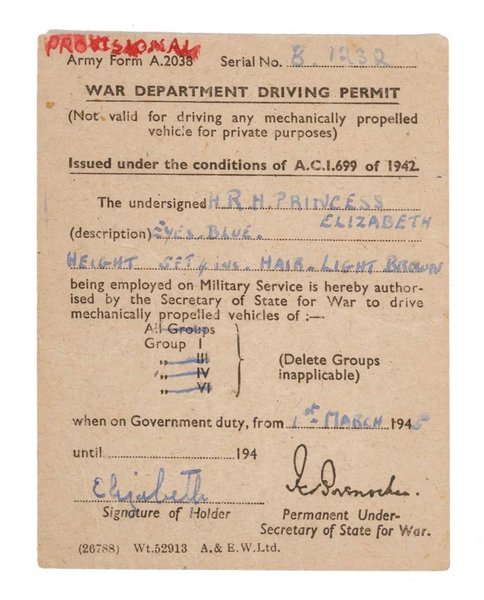 PROVISIONAL
Army Form A.2038 Serial No. B.1232
WAR DEPARTMENT DRIVING PERMIT
(Not valid for driving any mechanically propelled
vehicle for private purposes)
Issued under the conditions of A.C.I.699 of 1942.
The undersigned H.R.H. PRINCESS
ELIZABETH
(description) EYES. BLUE.
HEIGHT 5FT 4 INS. HAIR. LIGHT BROWN
being employed on Military Service is hereby author-
ised by the Secretary of State for War to drive
mechanically propelled vehicles of :—
All Groups
Group I
„ III
„ IV
„ VI
(Delete Groups
inapplicable)
when on Government duty, from 1st MARCH 1945
until ............................194
Elizabeth
Signature of Holder
Permanent Under-
Secretary of State for War.
(26788) Wt.52913 A. & E.W.Ltd.